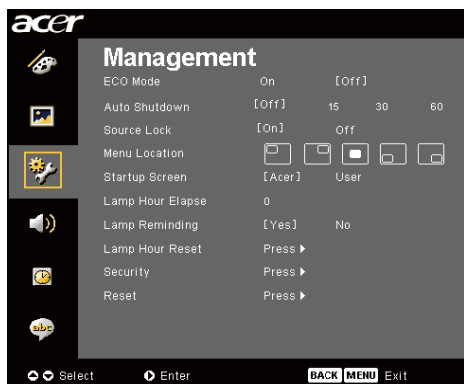 acer
Management
ECO Mode On [Off]
Auto Shutdown [Off] 15 30 60
Source Lock [On] Off
Menu Location
Startup Screen [Acer] User
Lamp Hour Elapse 0
Lamp Reminding [Yes] No
Lamp Hour Reset Press
Security Press
Reset Press
abc
Select Enter BACK MENU Exit